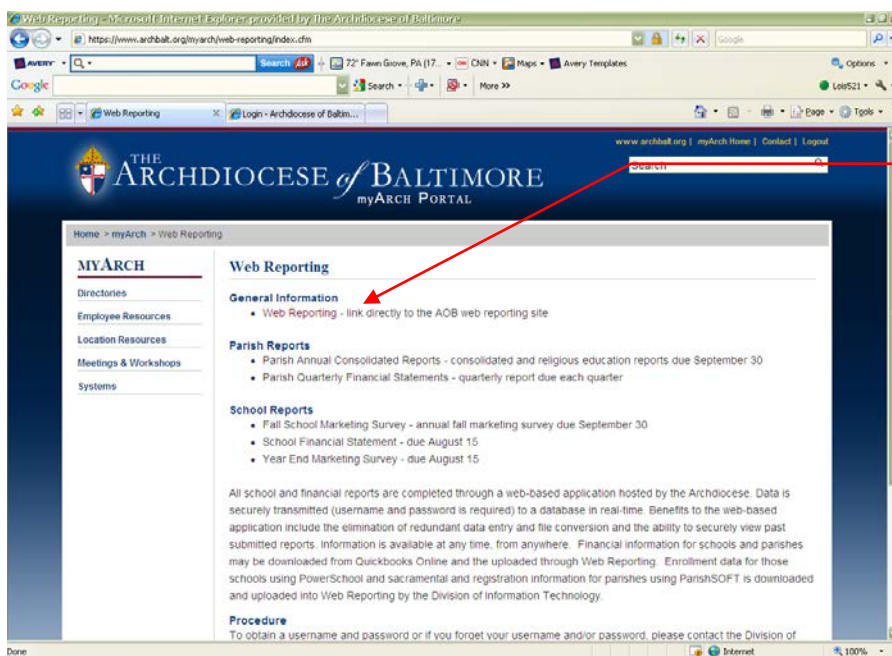 Web Reporting - Microsoft Internet Explorer provided by The Archdiocese of Baltimore
https://www.archbalt.org/myarch/web-reporting/index.cfm
Google
AVERY
Search
72° Fawn Grove, PA (17...
CNN
Maps
Avery Templates
Options
Google
Search
More >>
Lois521
Web Reporting
Login - Archdiocese of Baltim...
Page
Tools
www.archbalt.org | myArch Home | Contact | Logout
Search
THE
ARCHDIOCESE of BALTIMORE
MYARCH PORTAL
Home > myArch > Web Reporting
MYARCH
Directories
Employee Resources
Location Resources
Meetings & Workshops
Systems
Web Reporting
General Information
• Web Reporting - link directly to the AOB web reporting site
Parish Reports
• Parish Annual Consolidated Reports - consolidated and religious education reports due September 30
• Parish Quarterly Financial Statements - quarterly report due each quarter
School Reports
• Fall School Marketing Survey - annual fall marketing survey due September 30
• School Financial Statement - due August 15
• Year End Marketing Survey - due August 15
All school and financial reports are completed through a web-based application hosted by the Archdiocese. Data is
securely transmitted (username and password is required) to a database in real-time. Benefits to the web-based
application include the elimination of redundant data entry and file conversion and the ability to securely view past
submitted reports. Information is available at any time, from anywhere. Financial information for schools and parishes
may be downloaded from Quickbooks Online and the uploaded through Web Reporting. Enrollment data for those
schools using PowerSchool and sacramental and registration information for parishes using ParishSOFT is downloaded
and uploaded into Web Reporting by the Division of Information Technology.
Procedure
To obtain a username and password or if you forget your username and/or password, please contact the Division of
Done
Internet
100%